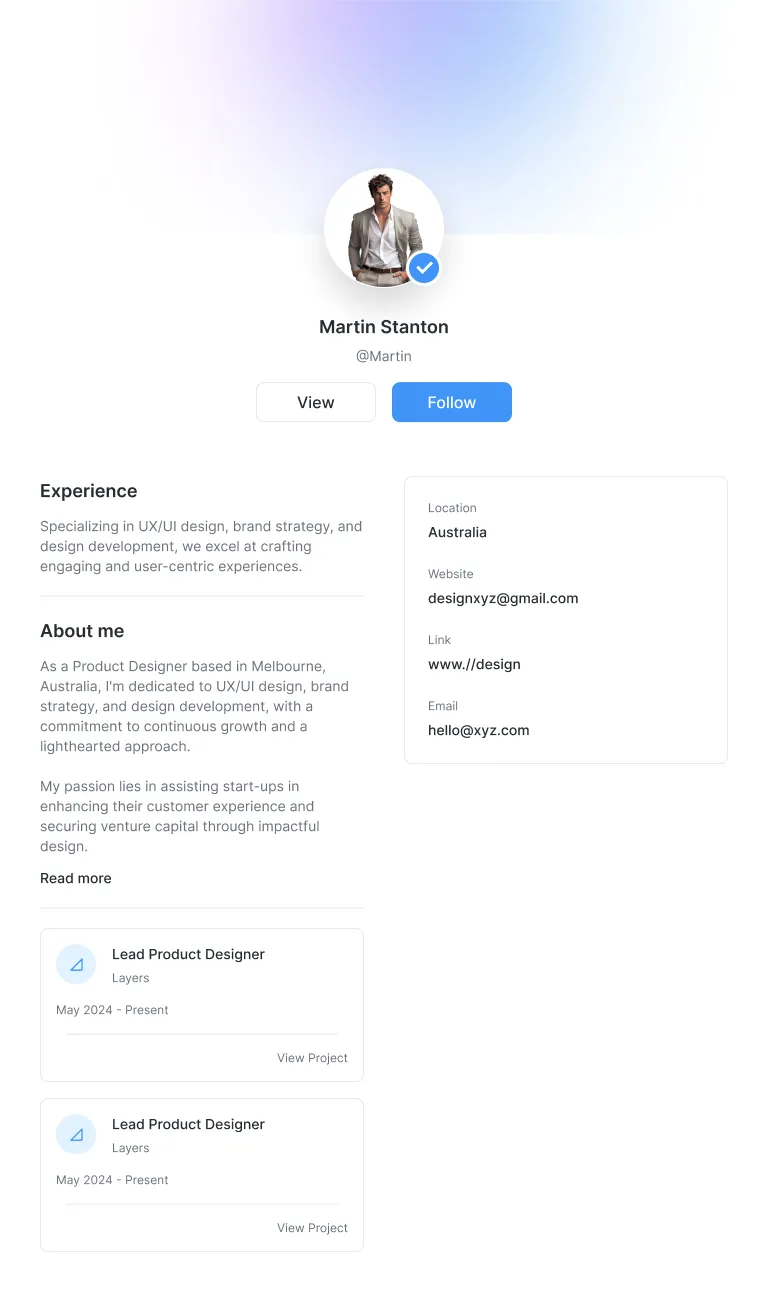 Martin Stanton
@Martin
View
Follow
Experience
Specializing in UX/UI design, brand strategy, and
design development, we excel at crafting
engaging and user-centric experiences.
About me
As a Product Designer based in Melbourne,
Australia, I'm dedicated to UX/UI design, brand
strategy, and design development, with a
commitment to continuous growth and a
lighthearted approach.
My passion lies in assisting start-ups in
enhancing their customer experience and
securing venture capital through impactful
design.
Read more
Lead Product Designer
Layers
May 2024 - Present
View Project
Lead Product Designer
Layers
May 2024 - Present
View Project
Location
Australia
Website
designxyz@gmail.com
Link
www.//design
Email
hello@xyz.com